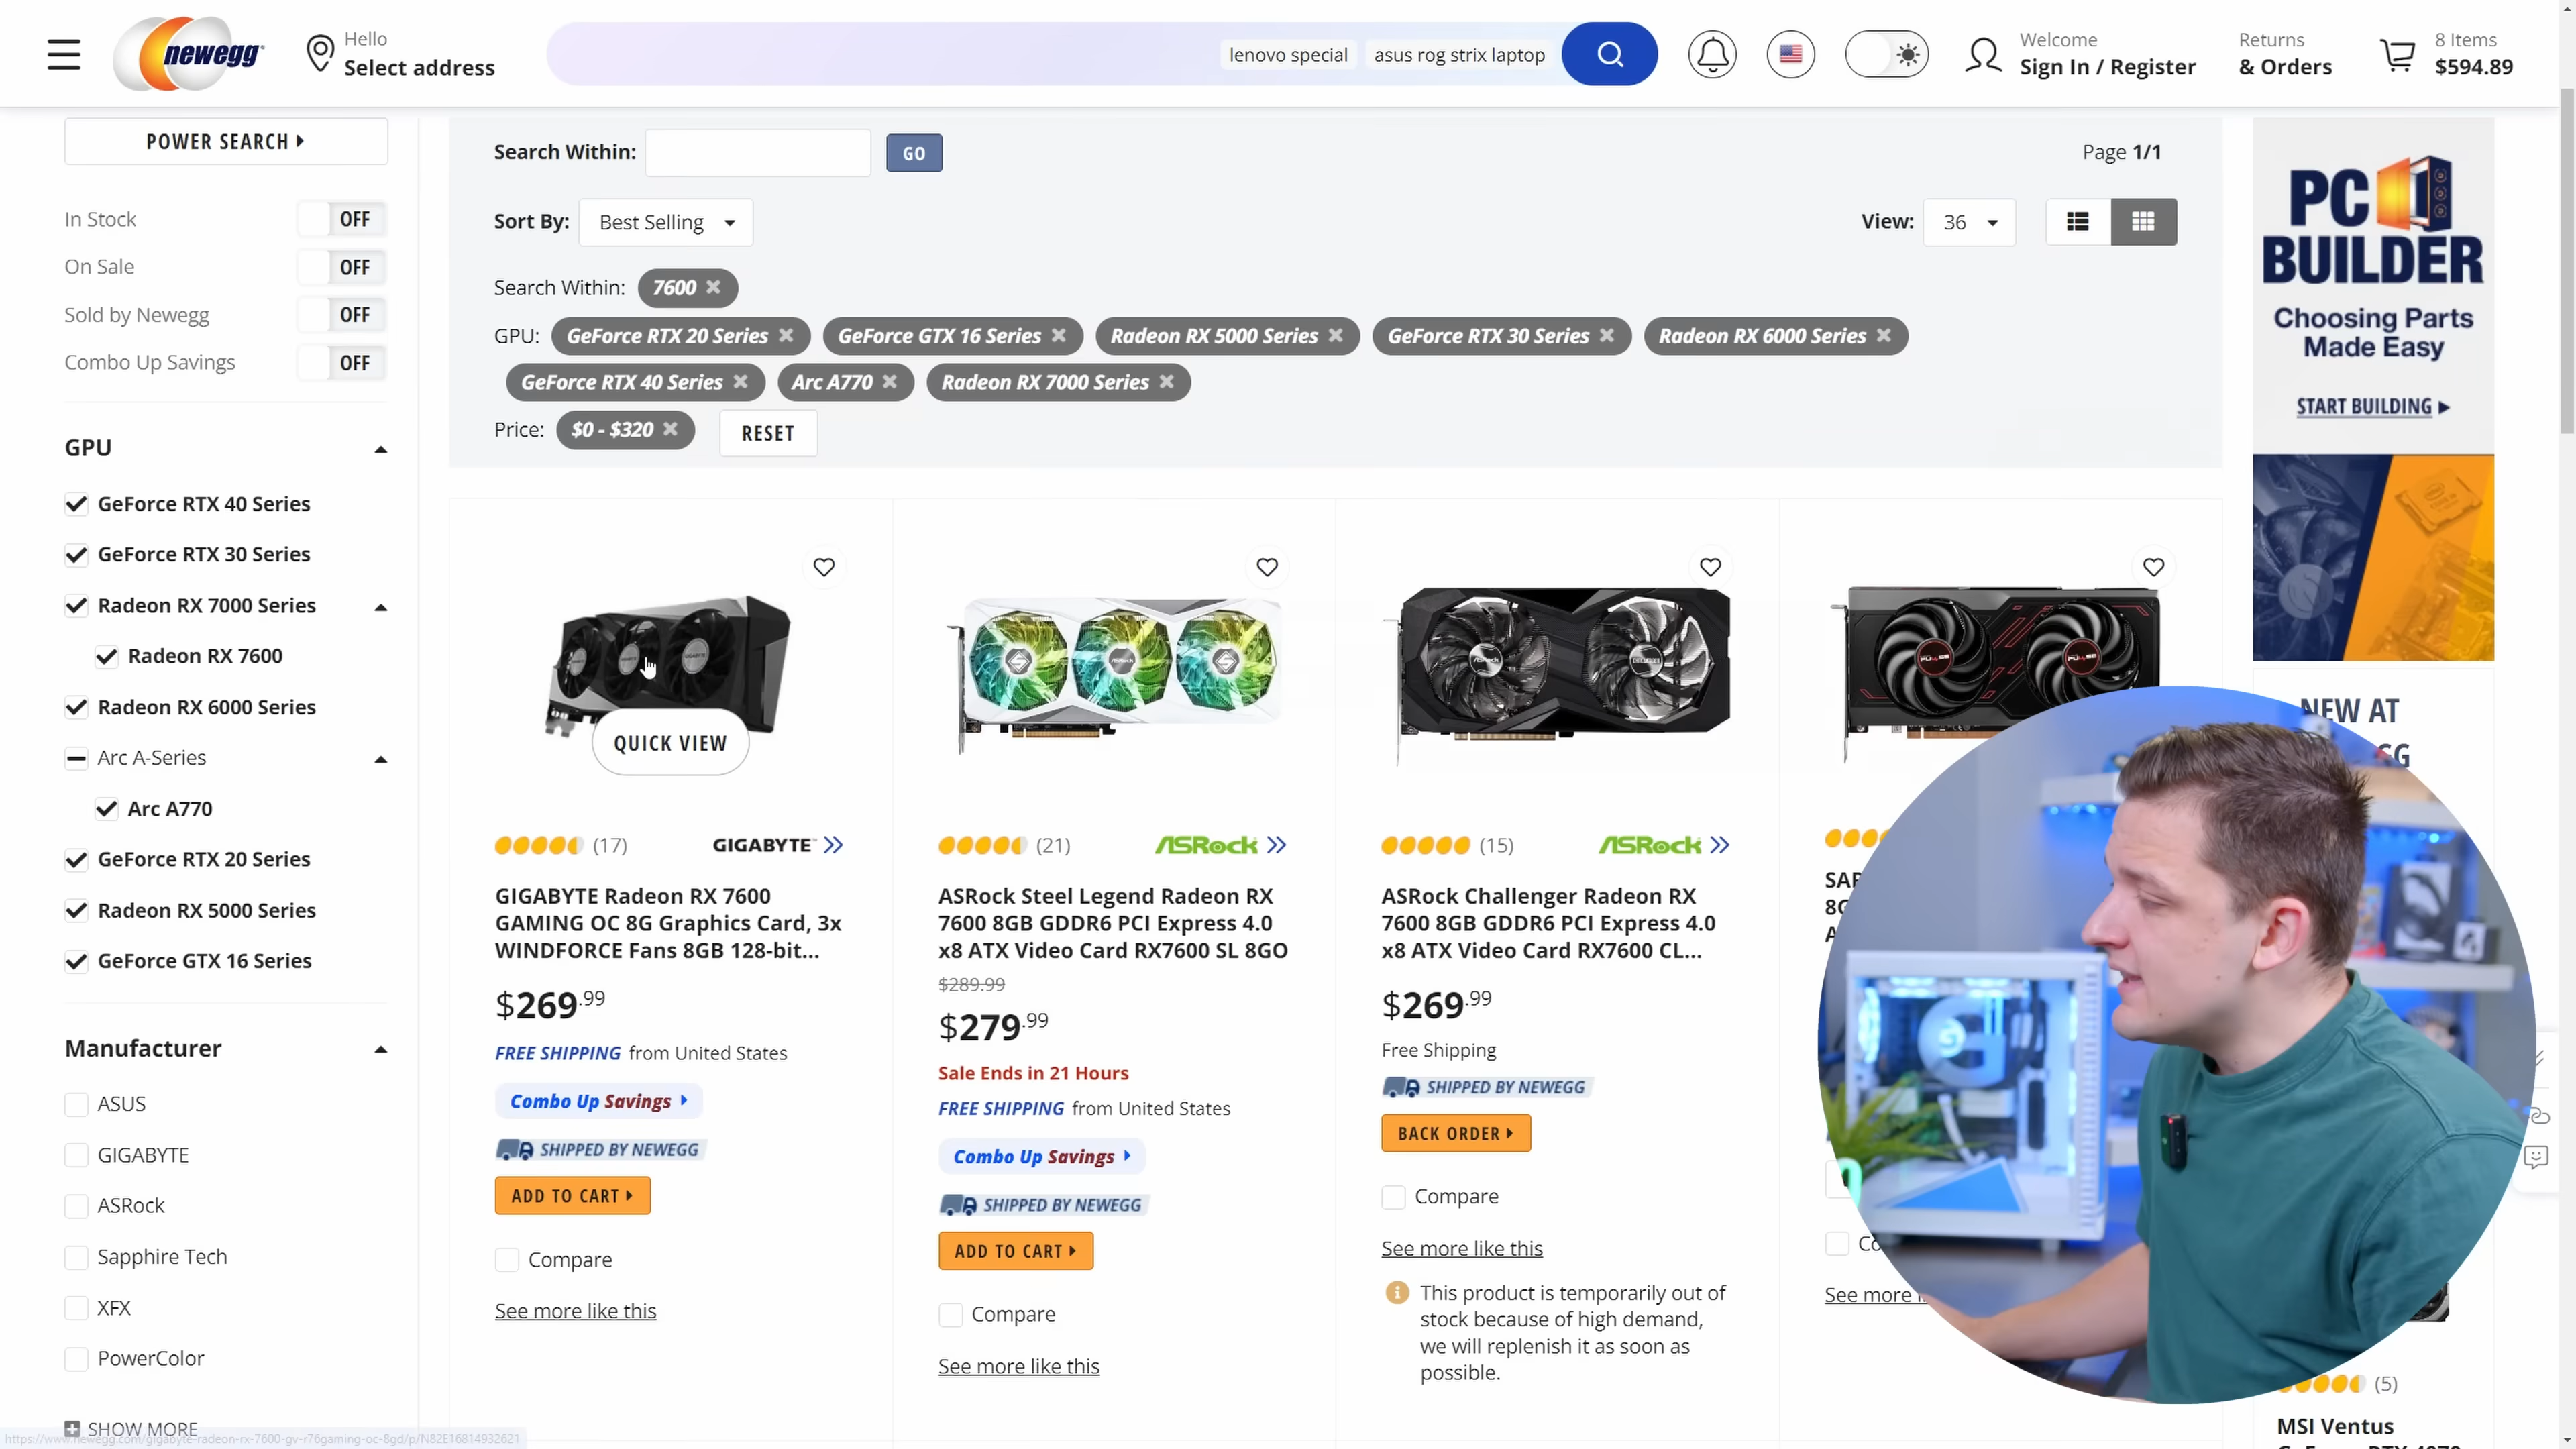 newegg
Hello
Select address
lenovo special
asus rog strix laptop
Welcome
Sign In / Register
Returns
& Orders
8 Items
$594.89
POWER SEARCH
In Stock
OFF
On Sale
OFF
Sold by Newegg
OFF
Combo Up Savings
OFF
GPU
GeForce RTX 40 Series
GeForce RTX 30 Series
Radeon RX 7000 Series
Radeon RX 7600
Radeon RX 6000 Series
Arc A-Series
Arc A770
GeForce RTX 20 Series
Radeon RX 5000 Series
GeForce GTX 16 Series
Manufacturer
ASUS
GIGABYTE
ASRock
Sapphire Tech
XFX
PowerColor
SHOW MORE
https://www.newegg.com/gigabyte-radeon-rx-7600-gv-r76gaming-oc-8gd/p/N82E16814932621
Search Within:
GO
Page 1/1
Sort By:
Best Selling
View:
36
Search Within:
7600
GPU:
GeForce RTX 20 Series
GeForce GTX 16 Series
Radeon RX 5000 Series
GeForce RTX 30 Series
Radeon RX 6000 Series
GeForce RTX 40 Series
Arc A770
Radeon RX 7000 Series
Price:
$0 - $320
RESET
QUICK VIEW
(17)
GIGABYTE
GIGABYTE Radeon RX 7600
GAMING OC 8G Graphics Card, 3x
WINDFORCE Fans 8GB 128-bit...
$269.99
FREE SHIPPING from United States
Combo Up Savings
SHIPPED BY NEWEGG
ADD TO CART
Compare
See more like this
(21)
ASRock
ASRock Steel Legend Radeon RX
7600 8GB GDDR6 PCI Express 4.0
x8 ATX Video Card RX7600 SL 8GO
$289.99
$279.99
Sale Ends in 21 Hours
FREE SHIPPING from United States
Combo Up Savings
SHIPPED BY NEWEGG
ADD TO CART
Compare
See more like this
(15)
ASRock
ASRock Challenger Radeon RX
7600 8GB GDDR6 PCI Express 4.0
x8 ATX Video Card RX7600 CL...
$269.99
Free Shipping
SHIPPED BY NEWEGG
BACK ORDER
Compare
See more like this
This product is temporarily out of
stock because of high demand,
we will replenish it as soon as
possible.
See more
PC
BUILDER
Choosing Parts
Made Easy
START BUILDING
NEW AT
(5)
MSI Ventus